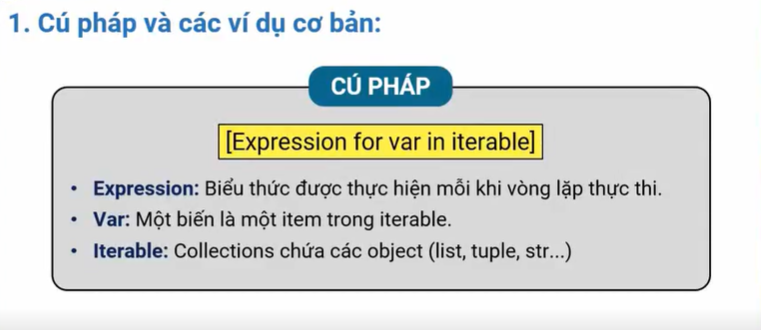 1. Cú pháp và các ví dụ cơ bản:
CÚ PHÁP
[Expression for var in iterable]
• Expression: Biểu thức được thực hiện mỗi khi vòng lặp thực thi.
• Var: Một biến là một item trong iterable.
• Iterable: Collections chứa các object (list, tuple, str...)